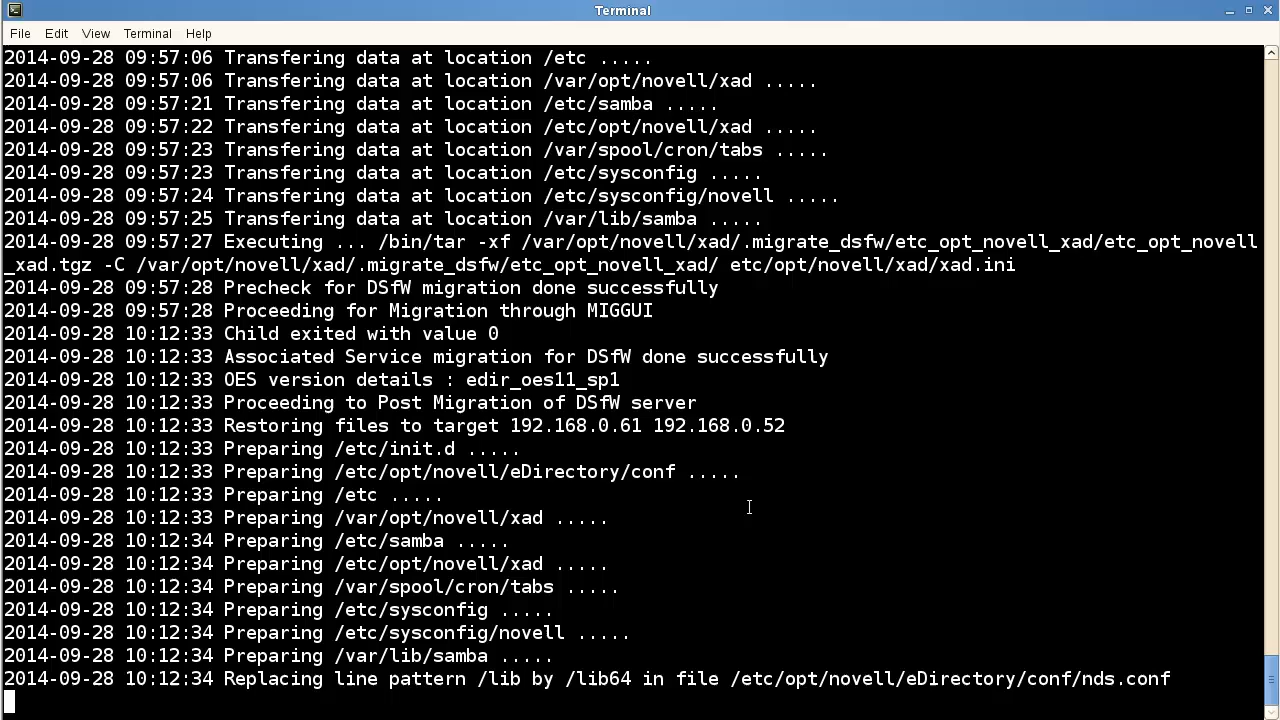 Terminal
File Edit View Terminal Help
2014-09-28 09:57:06 Transfering data at location /etc .....
2014-09-28 09:57:06 Transfering data at location /var/opt/novell/xad .....
2014-09-28 09:57:21 Transfering data at location /etc/samba .....
2014-09-28 09:57:22 Transfering data at location /etc/opt/novell/xad .....
2014-09-28 09:57:23 Transfering data at location /var/spool/cron/tabs .....
2014-09-28 09:57:23 Transfering data at location /etc/sysconfig .....
2014-09-28 09:57:24 Transfering data at location /etc/sysconfig/novell .....
2014-09-28 09:57:25 Transfering data at location /var/lib/samba .....
2014-09-28 09:57:27 Executing ... /bin/tar -xf /var/opt/novell/xad/.migrate_dsfw/etc_opt_novell_xad/etc_opt_novell
_xad.tgz -C /var/opt/novell/xad/.migrate_dsfw/etc_opt_novell_xad/ etc/opt/novell/xad/xad.ini
2014-09-28 09:57:28 Precheck for DSfW migration done successfully
2014-09-28 09:57:28 Proceeding for Migration through MIGGUI
2014-09-28 10:12:33 Child exited with value 0
2014-09-28 10:12:33 Associated Service migration for DSfW done successfully
2014-09-28 10:12:33 OES version details : edir_oes11_sp1
2014-09-28 10:12:33 Proceeding to Post Migration of DSfW server
2014-09-28 10:12:33 Restoring files to target 192.168.0.61 192.168.0.52
2014-09-28 10:12:33 Preparing /etc/init.d .....
2014-09-28 10:12:33 Preparing /etc/opt/novell/eDirectory/conf .....
2014-09-28 10:12:33 Preparing /etc .....
2014-09-28 10:12:33 Preparing /var/opt/novell/xad .....
2014-09-28 10:12:34 Preparing /etc/samba .....
2014-09-28 10:12:34 Preparing /etc/opt/novell/xad .....
2014-09-28 10:12:34 Preparing /var/spool/cron/tabs .....
2014-09-28 10:12:34 Preparing /etc/sysconfig .....
2014-09-28 10:12:34 Preparing /etc/sysconfig/novell .....
2014-09-28 10:12:34 Preparing /var/lib/samba .....
2014-09-28 10:12:34 Replacing line pattern /lib by /lib64 in file /etc/opt/novell/eDirectory/conf/nds.conf